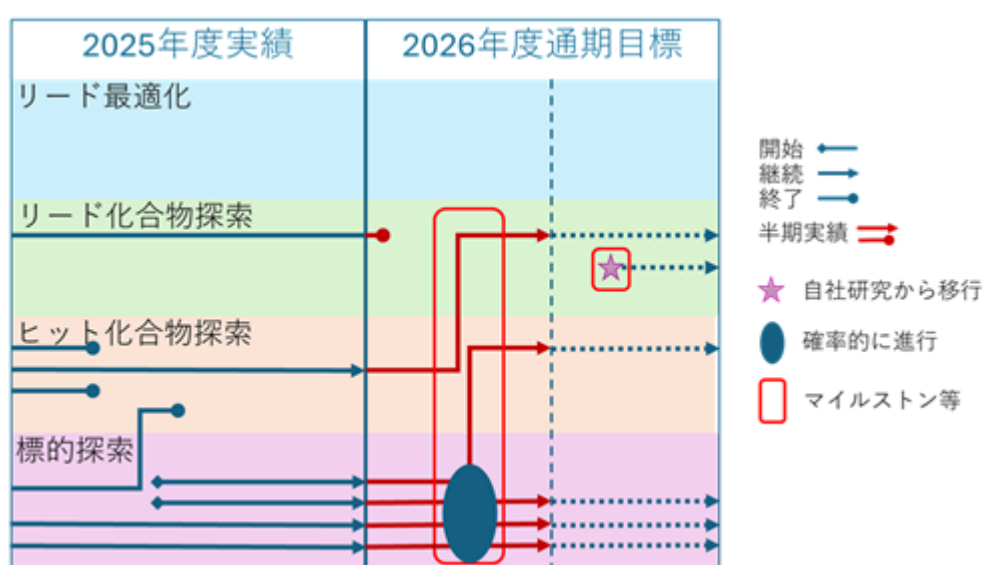 2025年度実績
2026年度通期目標
リード最適化
リード化合物探索
ヒット化合物探索
標的探索
開始
継続
終了
半期実績
自社研究から移行
確率的に進行
マイルストン等